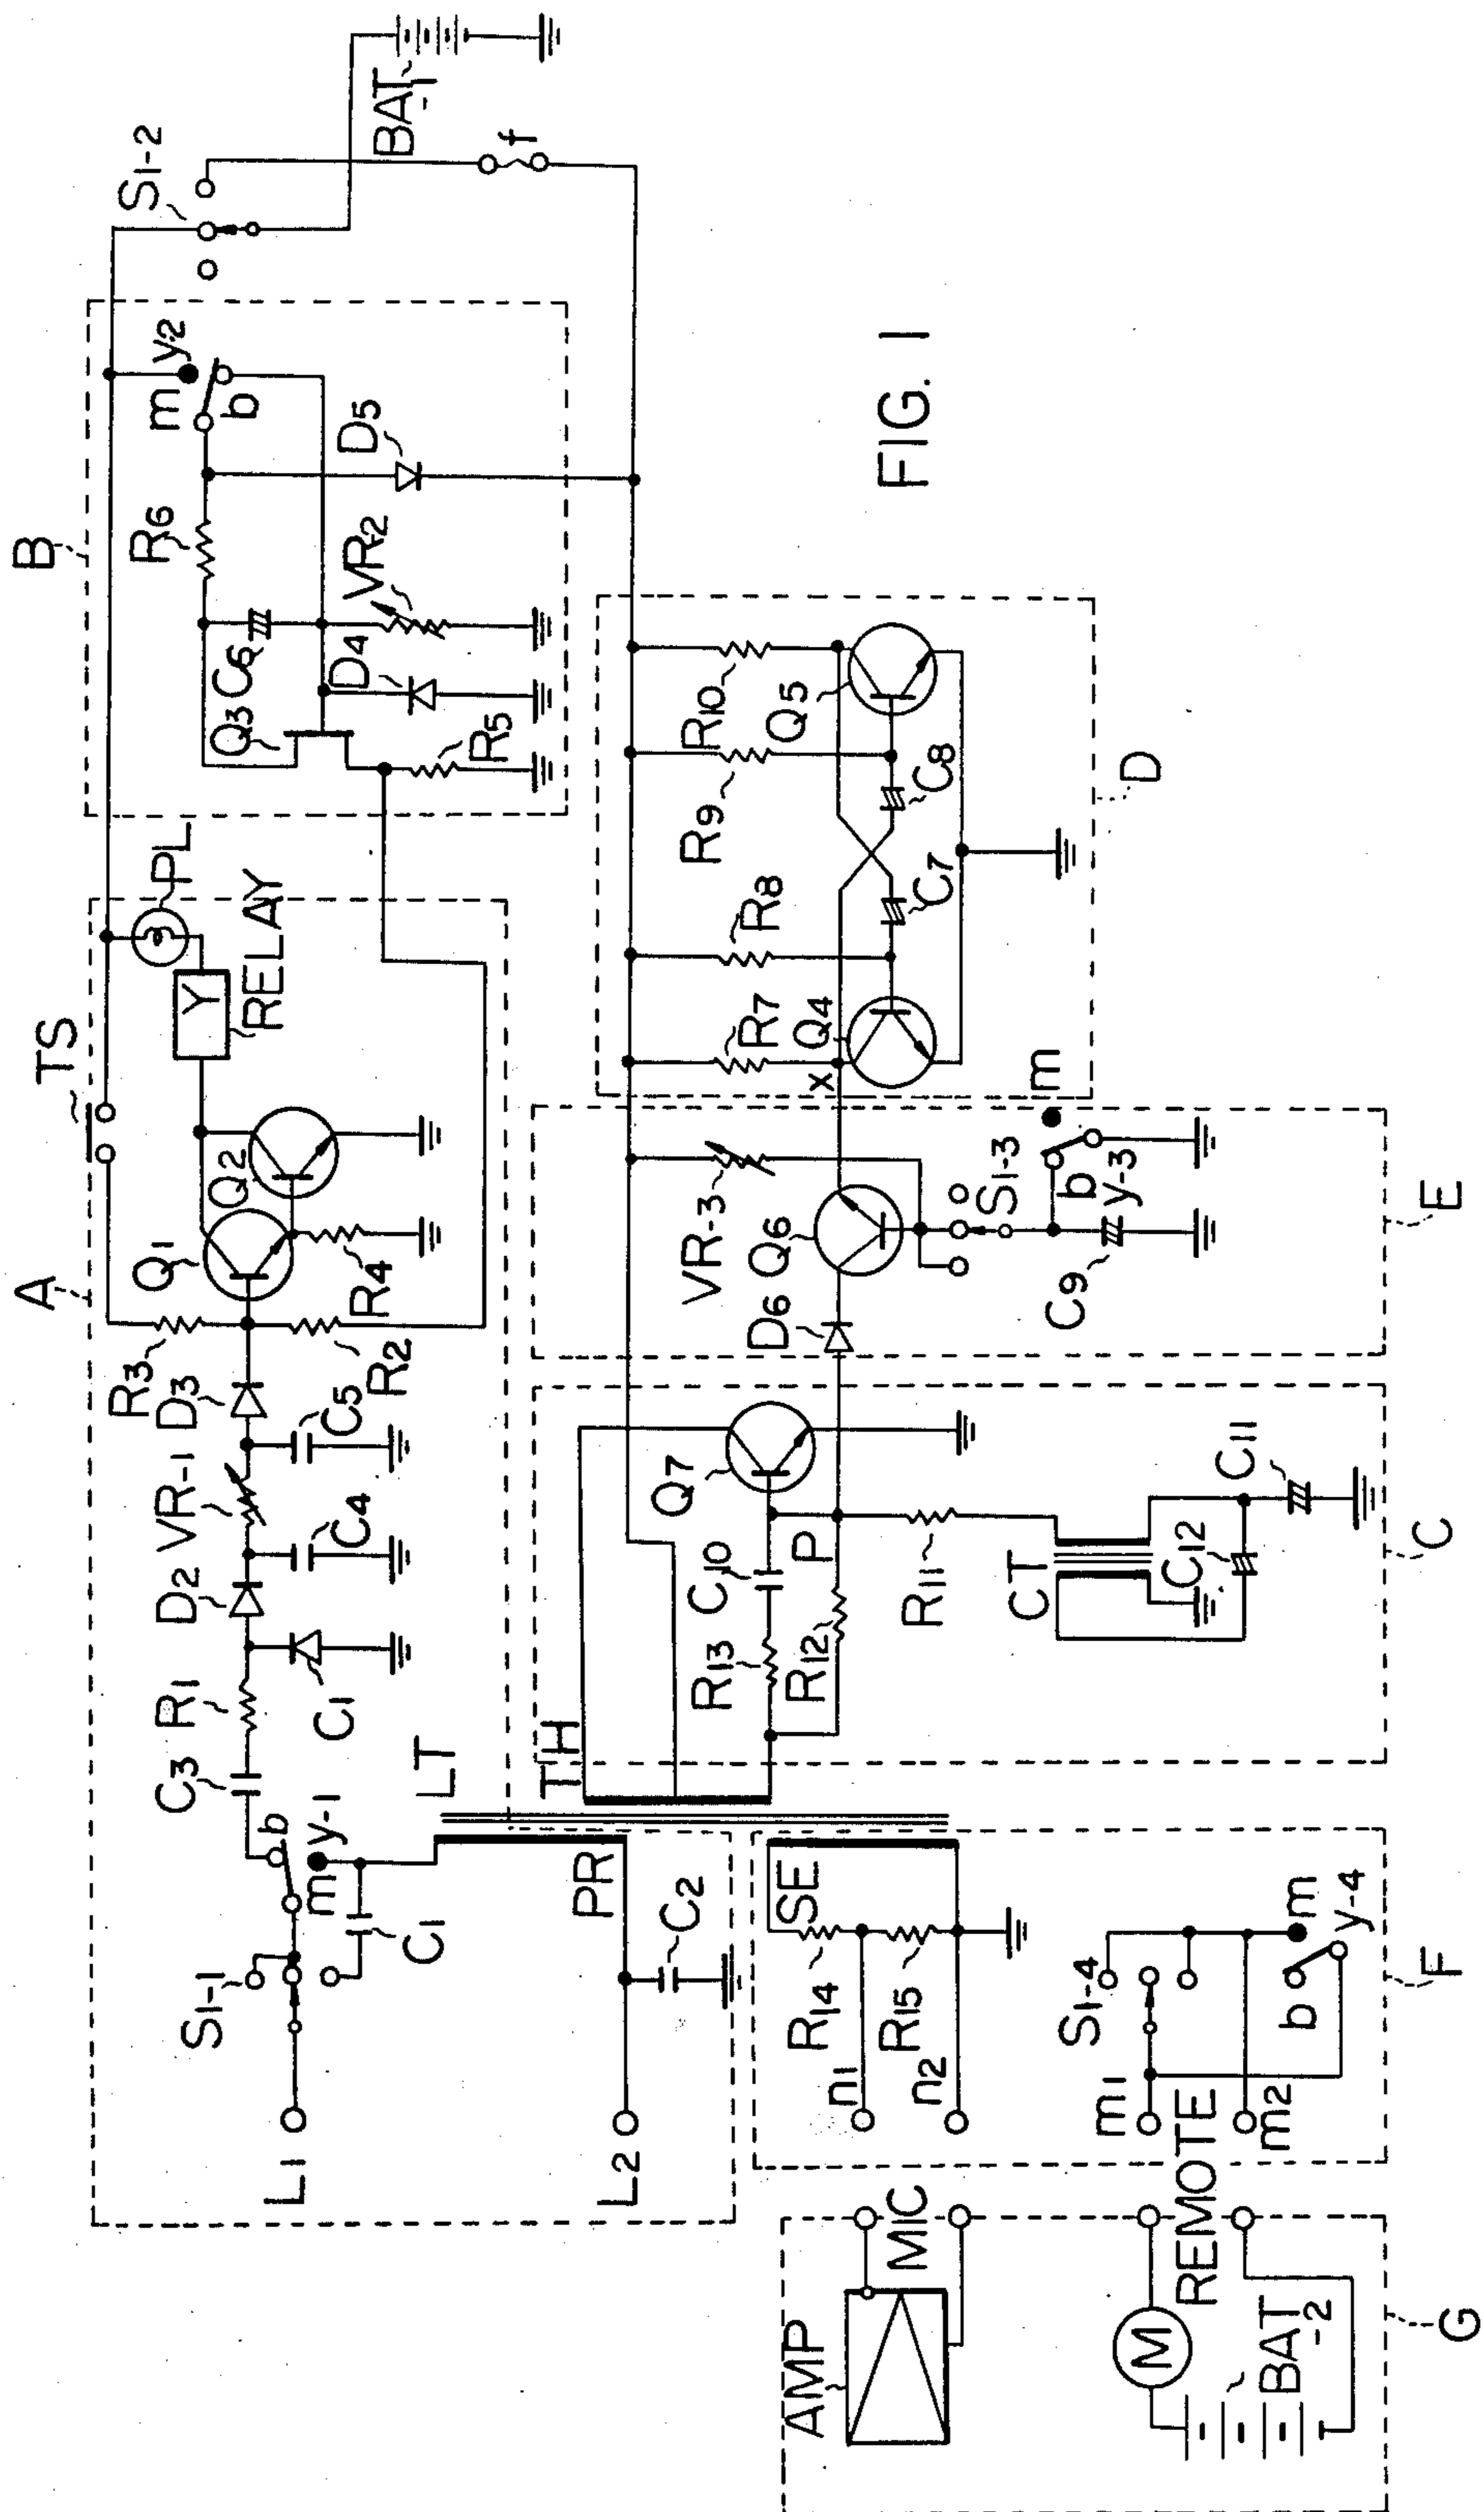 A
B
TS
PL
Y
RELAY
L1
S1-1
b
y-1
m
C1
C3
R1
C1
D2
C4
VR-1
C5
D3
R3
R2
Q1
R4
Q2
Q3
C6
D4
R5
VR-2
R6
D5
m
y-2
b
S1-2
BAT-1
f
L2
C2
PR
LT
TH
R13
C10
R12
P
Q7
R11
CT
C12
C11
C
D6
Q6
VR-3
S1-3
C9
b
m
y-3
E
X
R7
Q4
R8
C7
R9
C8
R10
Q5
D
FIG. 1
AMP
MIC
n1
n2
R14
R15
SE
M
REMOTE
BAT-2
m1
m2
S1-4
b
m
y-4
F
G